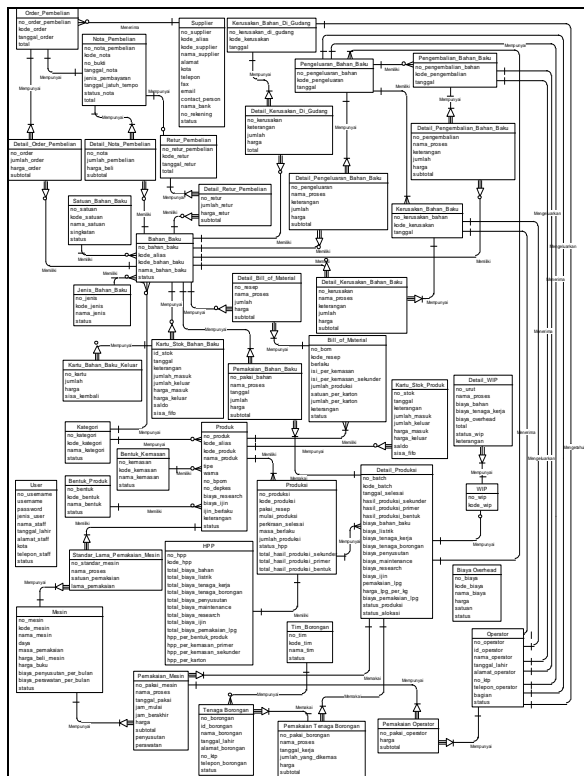 Order_Pembelian
no_order_pembelian
kode_order
tanggal_order
total
Menerima
Supplier
no_supplier
kode_alias
kode_supplier
nama_supplier
alamat
kota
telepon
fax
email
contact_person
nama_bank
no_rekening
status
Kerusakan_Bahan_Di_Gudang
no_kerusakan_di_gudang
kode_kerusakan
tanggal
Nota_Pembelian
no_nota_pembelian
kode_nota
no_bukti
tanggal_nota
jenis_pembayaran
tanggal_jatuh_tempo
status_nota
total
Pengeluaran_Bahan_Baku
no_pengeluaran_bahan
kode_pengeluaran
tanggal
Pengembalian_Bahan_Baku
no_pengembalian_bahan
kode_pengembalian
tanggal
Detail_Kerusakan_Di_Gudang
no_kerusakan
keterangan
jumlah
harga
total
Detail_Pengembalian_Bahan_Baku
no_pengembalian
nama_proses
keterangan
jumlah
harga
subtotal
Detail_Order_Pembelian
no_order
jumlah_order
harga_order
subtotal
Detail_Nota_Pembelian
no_nota
jumlah_pembelian
harga_beli
subtotal
Retur_Pembelian
no_retur_pembelian
kode_retur
tanggal_retur
total
Detail_Retur_Pembelian
no_retur
jumlah_retur
harga_retur
subtotal
Detail_Pengeluaran_Bahan_Baku
no_pengeluaran
nama_proses
keterangan
jumlah
harga
subtotal
Kerusakan_Bahan_Baku
no_kerusakan_bahan
kode_kerusakan
tanggal
Satuan_Bahan_Baku
no_satuan
kode_satuan
nama_satuan
singkatan
status
Bahan_Baku
no_bahan_baku
kode_alias
kode_bahan_baku
nama_bahan_baku
status
Jenis_Bahan_Baku
no_jenis
kode_jenis
nama_jenis
status
Detail_Bill_of_Material
no_resep
nama_proses
jumlah
harga
subtotal
Detail_Kerusakan_Bahan_Baku
no_kerusakan
nama_proses
keterangan
jumlah
harga
subtotal
Kartu_Bahan_Baku_Keluar
no_kartu
jumlah
harga
sisa_kembali
Kartu_Stok_Bahan_Baku
id_stok
tanggal
keterangan
jumlah_masuk
jumlah_keluar
harga_masuk
harga_keluar
saldo
sisa_fifo
Pemakaian_Bahan_Baku
no_pakai_bahan
nama_proses
tanggal
jumlah
harga
subtotal
Bill_of_Material
no_bom
kode_resep
berlaku
isi_per_kemasan
isi_per_kemasan_sekunder
jumlah_produksi
satuan_per_karton
jumlah_per_karton
keterangan
status
Kartu_Stok_Produk
no_stok
tanggal
keterangan
jumlah_masuk
jumlah_keluar
harga_masuk
harga_keluar
saldo
sisa_fifo
Detail_WIP
no_urut
nama_proses
biaya_bahan
biaya_tenaga_kerja
biaya_overhead
total
status_wip
keterangan
Kategori
no_kategori
kode_kategori
nama_kategori
status
Bentuk_Kemasan
no_kemasan
kode_kemasan
nama_kemasan
status
Produk
no_produk
kode_alias
kode_produk
nama_produk
tipe
warna
no_bpom
no_depkes
biaya_research
biaya_ijin
ijin_berlaku
keterangan
status
User
no_username
username
password
jenis_user
nama_staff
tanggal_lahir
alamat_staff
kota
telepon_staff
status
Bentuk_Produk
no_bentuk
kode_bentuk
nama_bentuk
status
Produksi
no_produksi
kode_produksi
pakai_resep
mulai_produksi
perkiraan_selesai
masa_berlaku
jumlah_produksi
status_hpp
total_hasil_produksi_sekunder
total_hasil_produksi_primer
total_hasil_produksi_bentuk
Detail_Produksi
no_batch
kode_batch
tanggal_selesai
hasil_produksi_sekunder
hasil_produksi_primer
hasil_produksi_bentuk
biaya_bahan_baku
biaya_listrik
biaya_tenaga_kerja
biaya_tenaga_borongan
biaya_penyusutan
biaya_maintenance
biaya_research
biaya_ijin
pemakaian_lpg
harga_lpg_per_kg
biaya_pemakaian_lpg
status_produksi
status_alokasi
WIP
no_wip
kode_wip
Standar_Lama_Pemakaian_Mesin
no_standar_mesin
nama_proses
satuan_pemakaian
lama_pemakaian
HPP
no_hpp
kode_hpp
total_biaya_bahan
total_biaya_listrik
total_biaya_tenaga_kerja
total_biaya_tenaga_borongan
total_biaya_penyusutan
total_biaya_maintenance
total_biaya_research
total_biaya_ijin
total_biaya_pemakaian_lpg
hpp_per_bentuk_produk
hpp_per_kemasan_primer
hpp_per_kemasan_sekunder
hpp_per_karton
Biaya Overhead
no_biaya
kode_biaya
nama_biaya
harga
satuan
status
Mesin
no_mesin
kode_mesin
nama_mesin
daya
masa_pemakaian
harga_beli_mesin
harga_buku
biaya_penyusutan_per_bulan
biaya_perawatan_per_bulan
status
Tim_Borongan
no_tim
kode_tim
nama_tim
status
Operator
no_operator
id_operator
nama_operator
tanggal_lahir
alamat_operator
no_ktp
telepon_operator
bagian
status
Pemakaian_Mesin
no_pakai_mesin
nama_proses
tanggal_pakai
jam_mulai
jam_berakhir
harga
subtotal
penyusutan
perawatan
Tenaga Borongan
no_borongan
id_borongan
nama_borongan
tanggal_lahir
alamat_borongan
no_ktp
telepon_borongan
status
Pemakaian Tenaga Borongan
no_pakai_borongan
nama_proses
tanggal_kerja
jumlah_yang_dikemas
harga
subtotal
Pemakaian Operator
no_pakai_operator
harga
subtotal